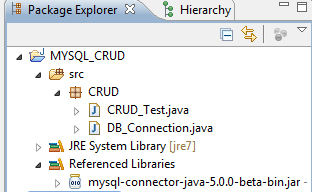 Package Explorer Hierarchy
MYSQL_CRUD
src
CRUD
CRUD_Test.java
DB_Connection.java
JRE System Library [jre7]
Referenced Libraries
mysql-connector-java-5.0.0-beta-bin.jar -